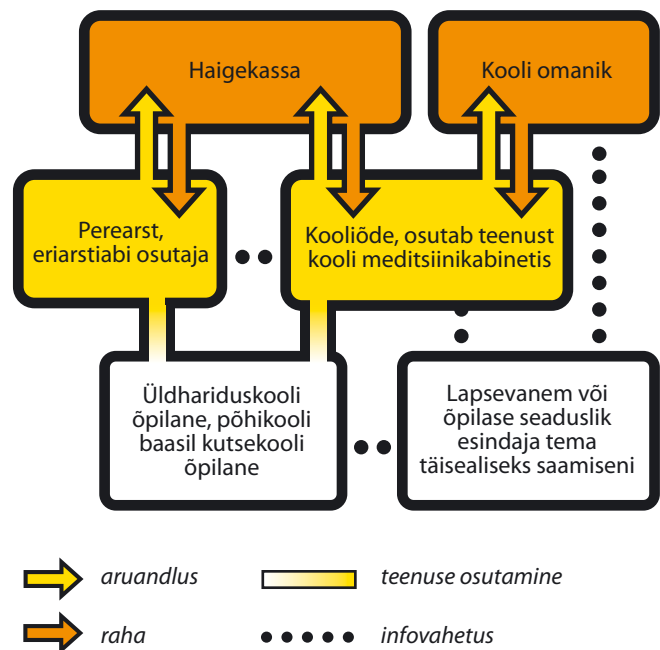 Haigekassa
Kooli omanik
Perearst,
eriarstiabi osutaja
Kooliõde, osutab teenust
kooli meditsiinikabinetis
Üldhariduskooli
õpilane, põhikooli
baasil kutsekooli
õpilane
Lapsevanem või
õpilase seaduslik
esindaja tema
täisealiseks saamiseni
aruandlus
teenuse osutamine
raha
infovahetus